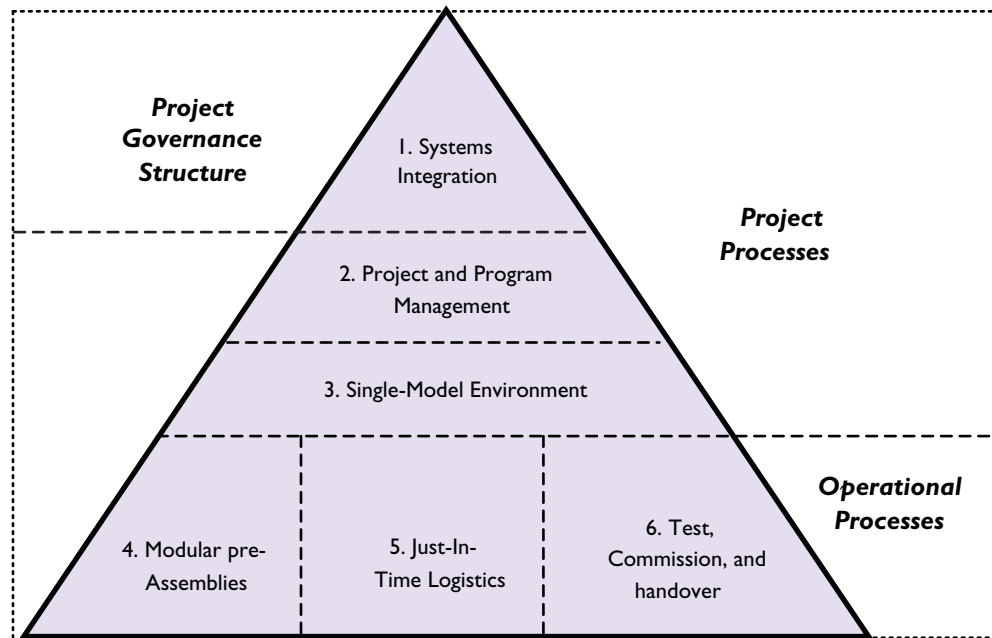 Project
Governance
Structure
1. Systems
Integration
Project
Processes
2. Project and Program
Management
3. Single-Model Environment
Operational
Processes
4. Modular pre-
Assemblies
5. Just-In-
Time Logistics
6. Test,
Commission, and
handover